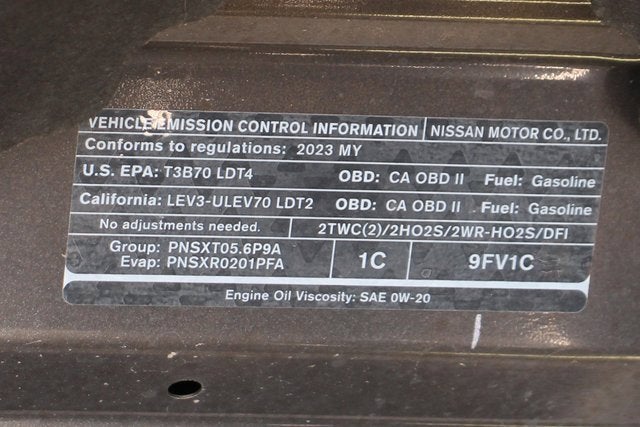 VEHICLE EMISSION CONTROL INFORMATION NISSAN MOTOR CO., LTD.
Conforms to regulations: 2023 MY
U.S. EPA: T3B70 LDT4 OBD: CA OBD II Fuel: Gasoline
California: LEV3-ULEV70 LDT2 OBD: CA OBD II Fuel: Gasoline
No adjustments needed. 2TWC(2)/2HO2S/2WR-HO2S/DFI
Group: PNSXT05.6P9A
Evap: PNSXR0201PFA
1C 9FV1C
Engine Oil Viscosity: SAE 0W-20